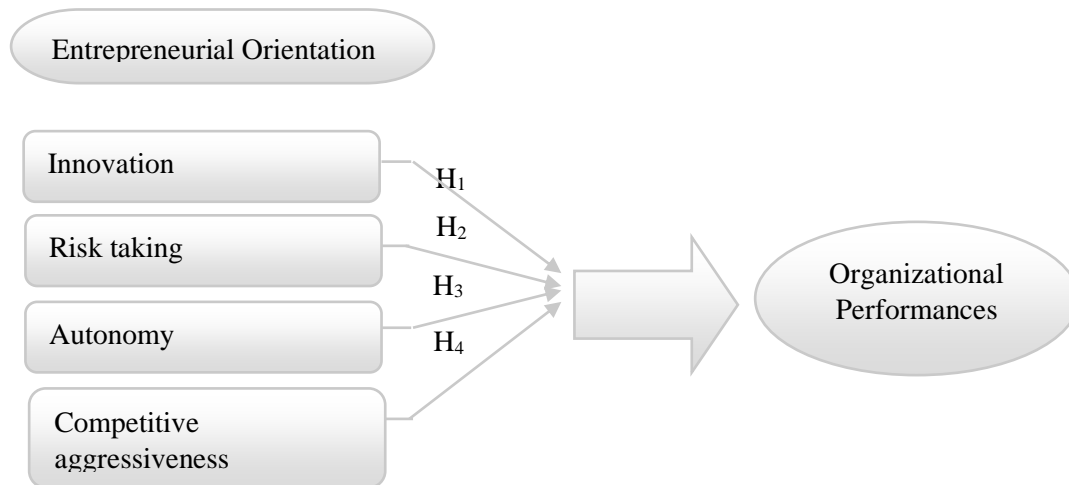 Entrepreneurial Orientation
Innovation
H₁
Risk taking
H₂
H₃
Autonomy
H₄
Competitive
aggressiveness
Organizational
Performances